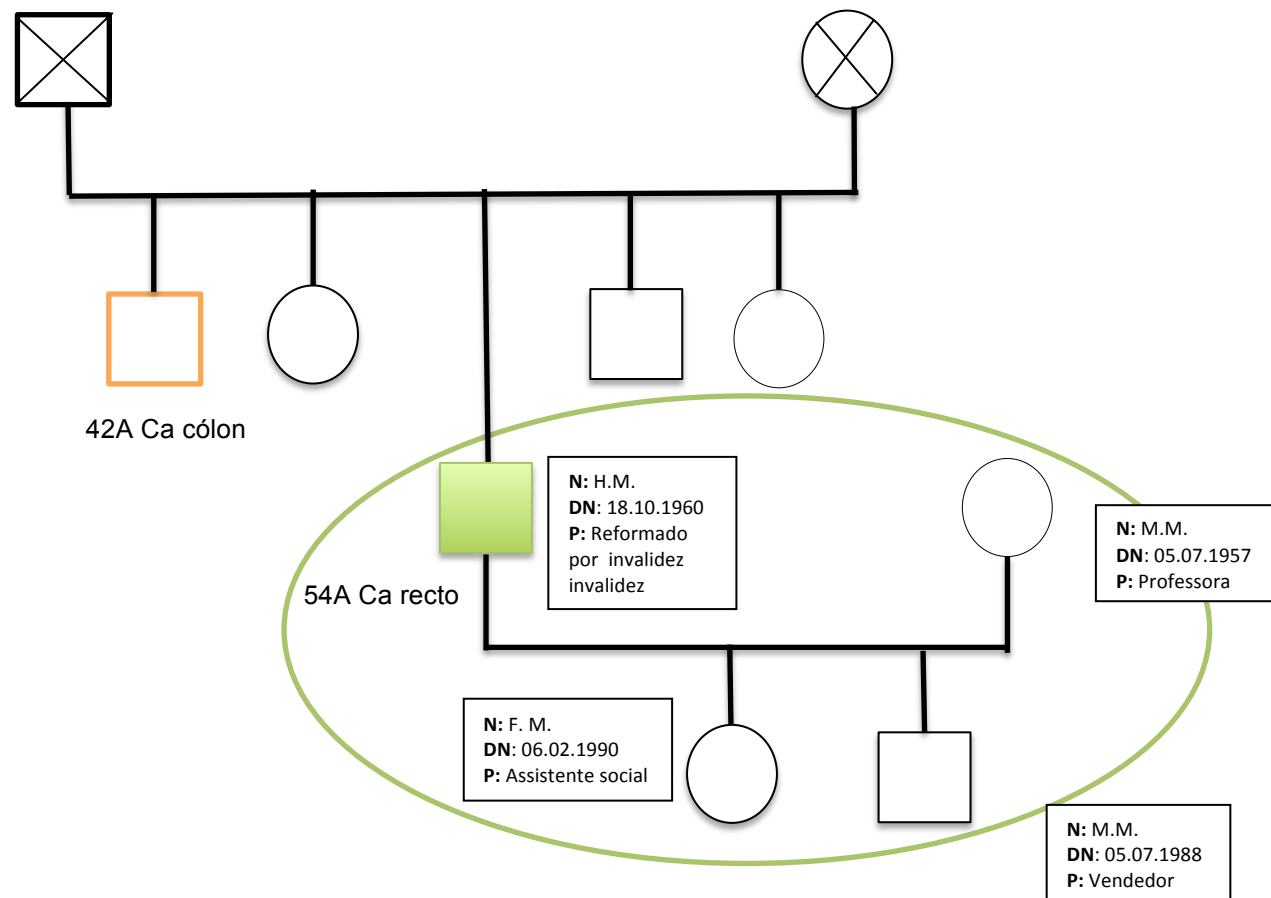 42A Ca cólon
N: H.M.
DN: 18.10.1960
P: Reformado
por invalidez
invalidez
54A Ca recto
N: M.M.
DN: 05.07.1957
P: Professora
N: F. M.
DN: 06.02.1990
P: Assistente social
N: M.M.
DN: 05.07.1988
P: Vendedor